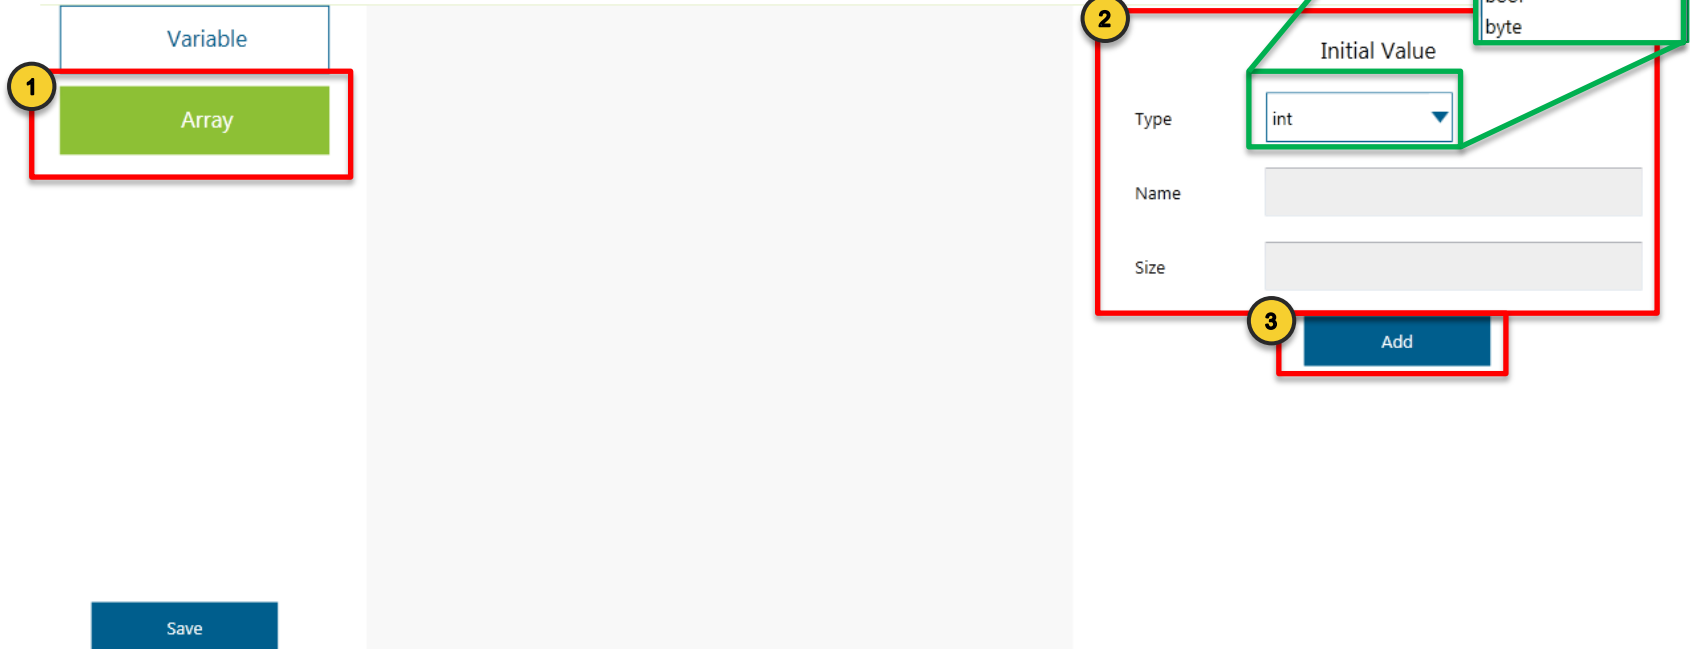 2
byte
Variable
Initial Value
1
Array
Type
int
Name
Size
3
Add
Save